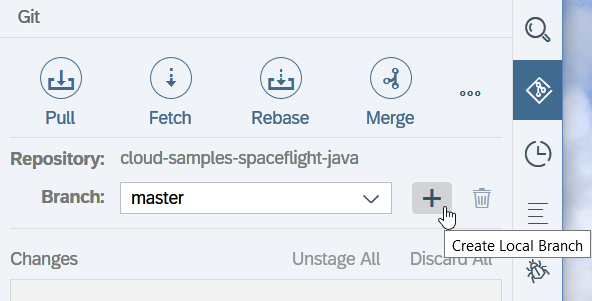 Git
Pull Fetch Rebase Merge
Repository: cloud-samples-spaceflight-java
Branch: master
Create Local Branch
Changes Unstage All Discard All